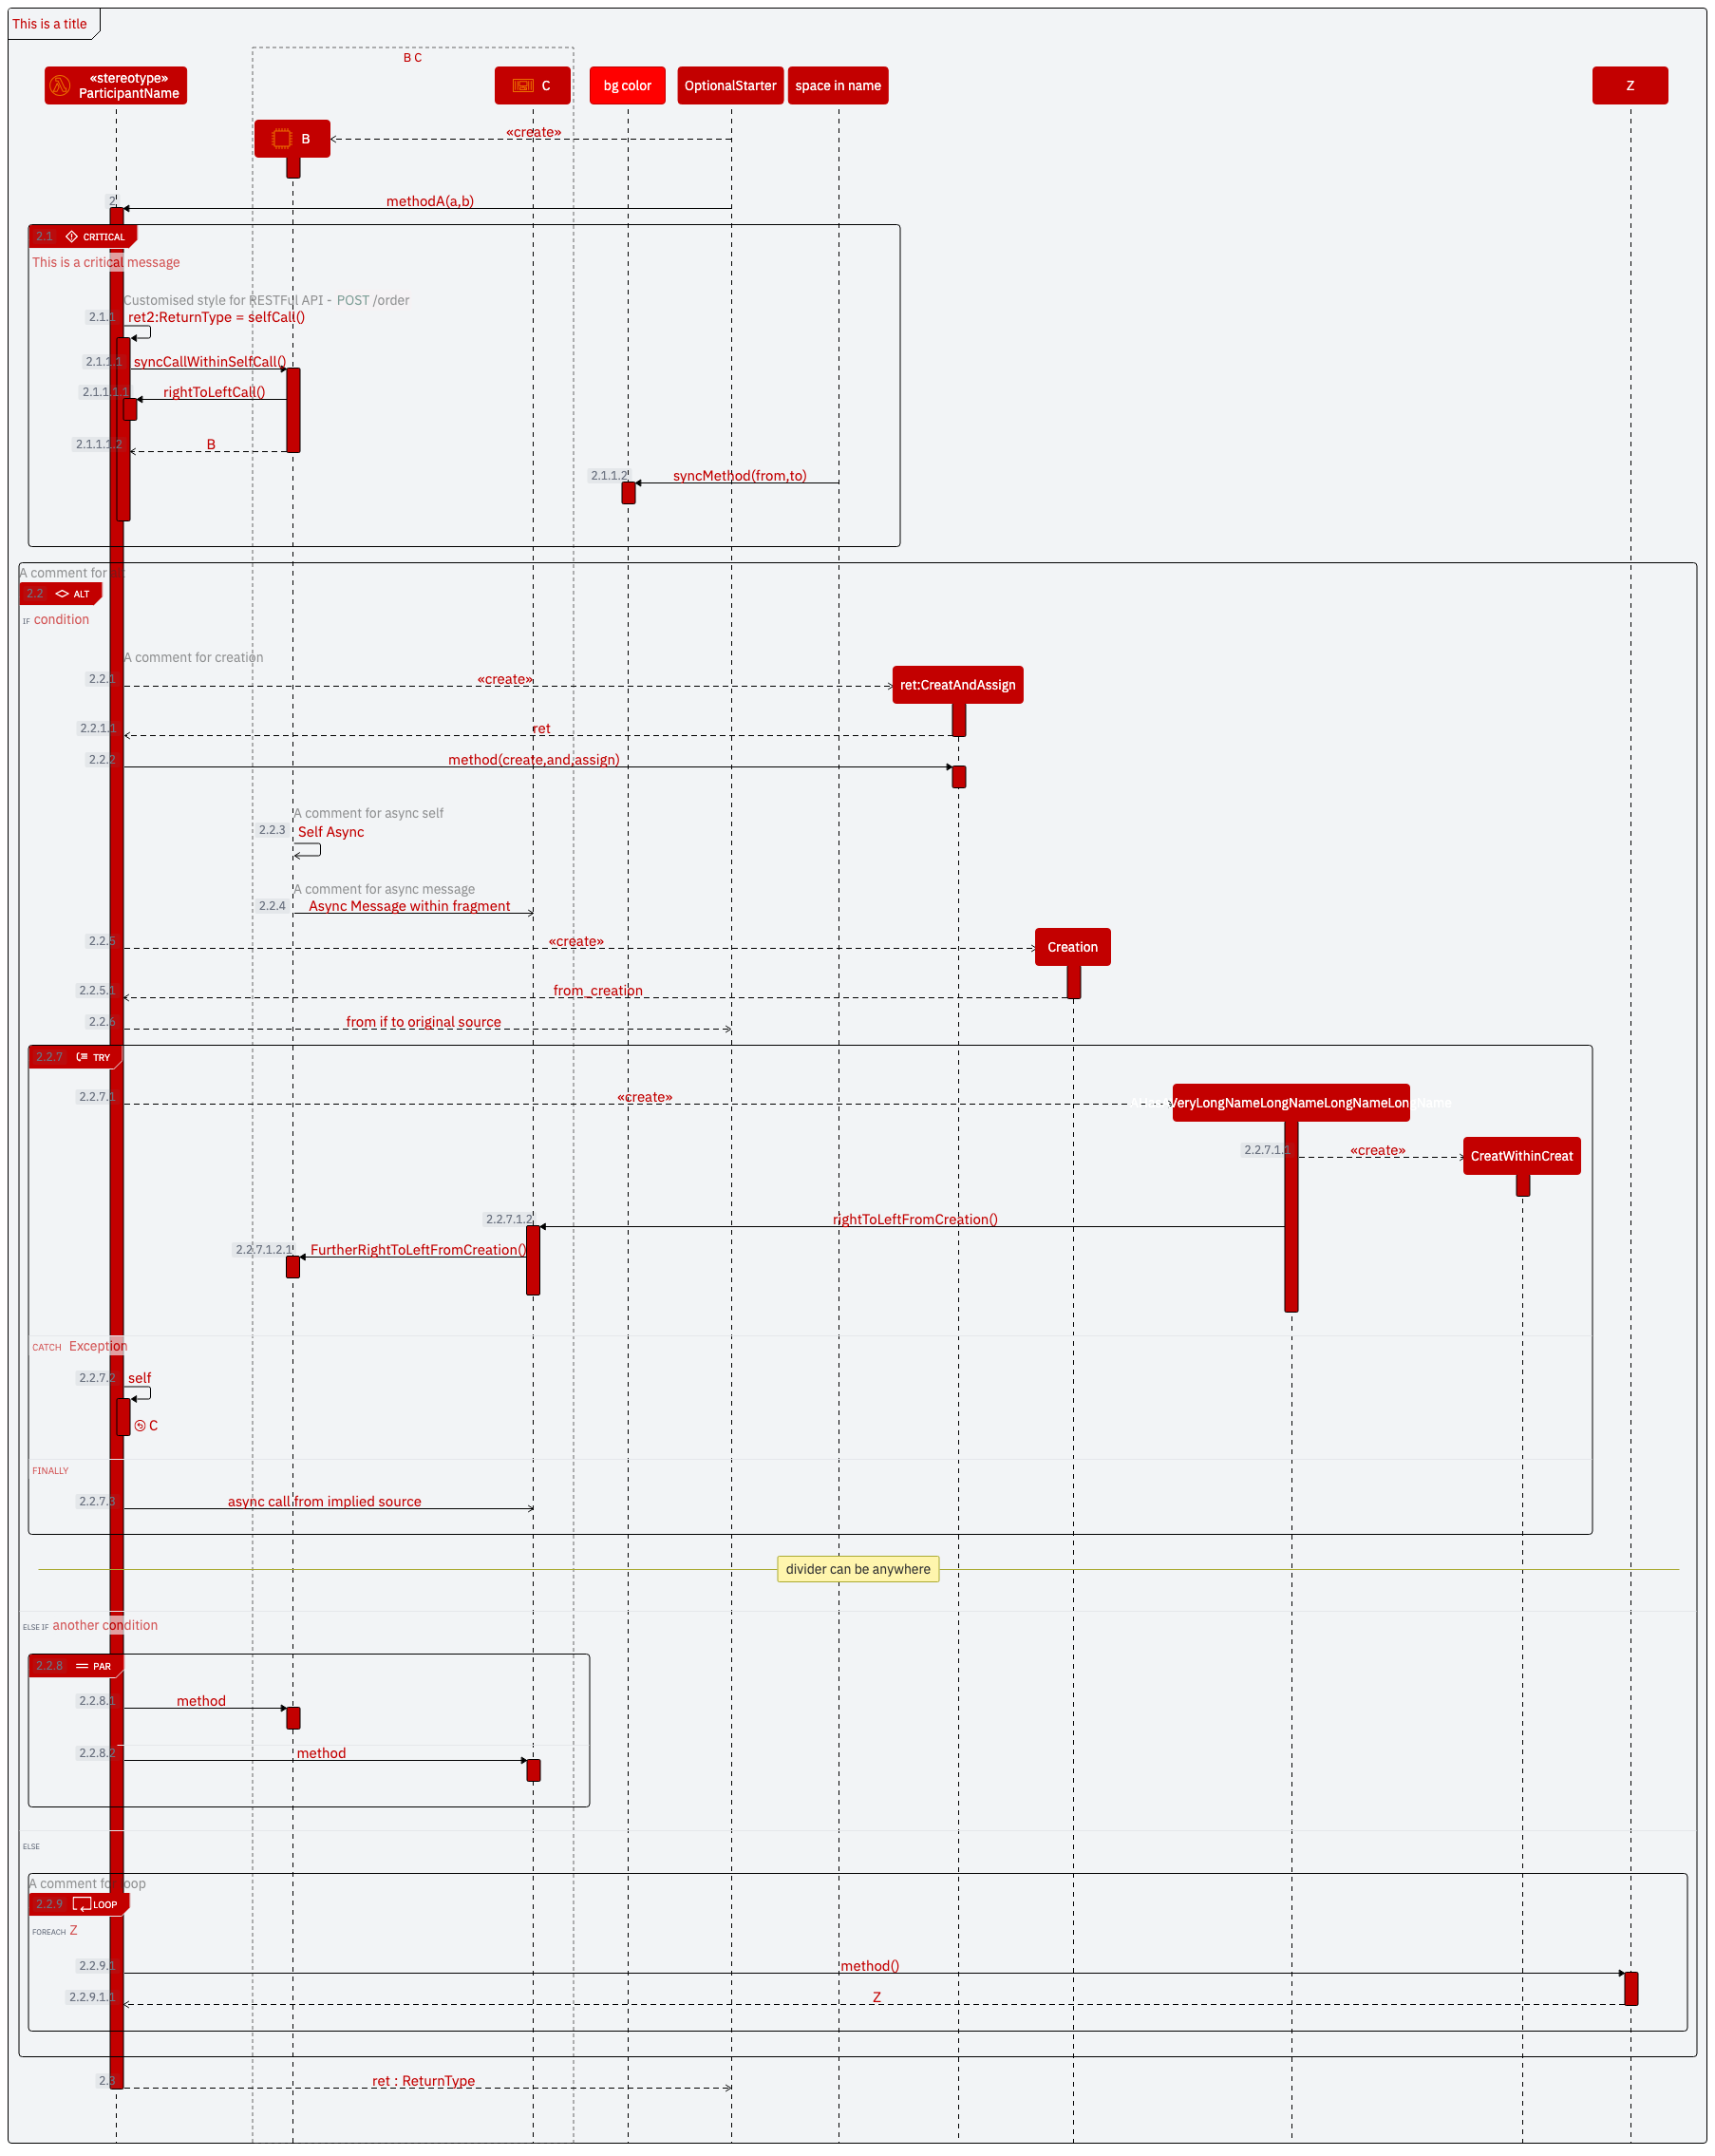 This is a title
B C
«stereotype»
ParticipantName
C
bg color
OptionalStarter
space in name
Z
B
«create»
2
methodA(a,b)
2.1 CRITICAL
This is a critical message
Customised style for RESTFul API - POST /order
2.1.1 ret2:ReturnType = selfCall()
2.1.1.1 syncCallWithinSelfCall()
2.1.1.1.1 rightToLeftCall()
2.1.1.1.2 B
2.1.1.2 syncMethod(from,to)
A comment for
2.2 ALT
IF condition
A comment for creation
2.2.1 «create» ret:CreatAndAssign
2.2.1.1 ret
2.2.2 method(create,and,assign)
A comment for async self
2.2.3 Self Async
A comment for async message
2.2.4 Async Message within fragment
2.2.5 «create» Creation
2.2.5.1 from_creation
2.2.6 from if to original source
2.2.7 TRY
2.2.7.1 «create» VeryLongNameLongNameLongNameLongName
2.2.7.1.1 «create» CreatWithinCreat
2.2.7.1.2 rightToLeftFromCreation()
2.2.7.1.2.1 FurtherRightToLeftFromCreation()
CATCH Exception
2.2.7.2 self
C
FINALLY
2.2.7.3 async call from implied source
divider can be anywhere
ELSE IF another condition
2.2.8 PAR
2.2.8.1 method
2.2.8.2 method
ELSE
A comment for loop
2.2.9 LOOP
FOREACH Z
2.2.9.1 method()
2.2.9.1.1 Z
2.3 ret : ReturnType